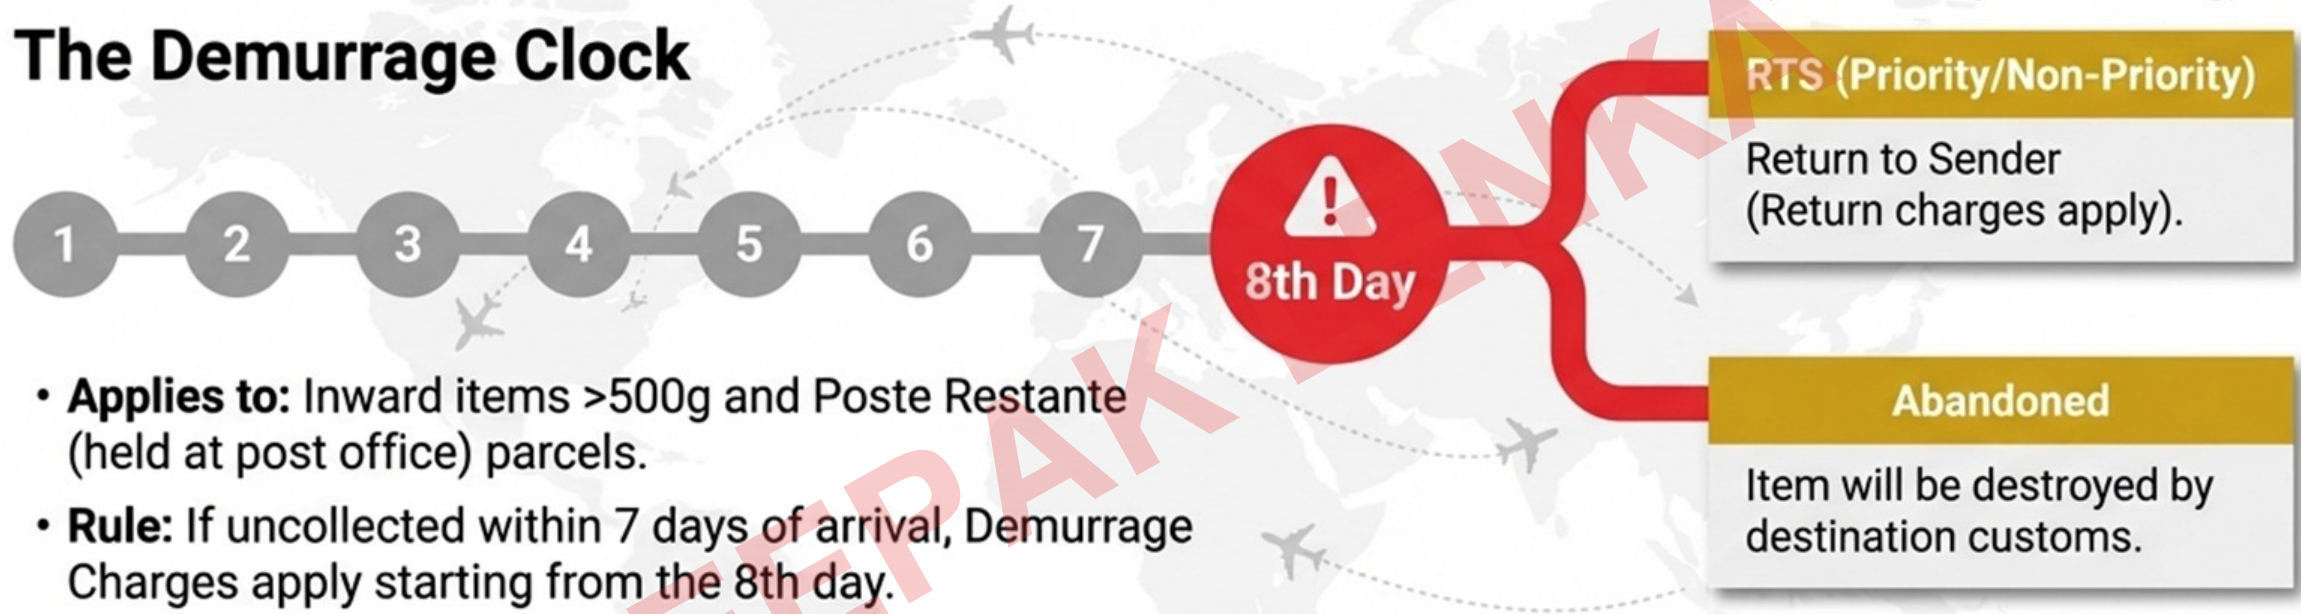 The Demurrage Clock
1
2
3
4
5
6
7
8th Day
RTS (Priority/Non-Priority)
Return to Sender
(Return charges apply).
Abandoned
Item will be destroyed by
destination customs.
• Applies to: Inward items >500g and Poste Restante
(held at post office) parcels.
• Rule: If uncollected within 7 days of arrival, Demurrage
Charges apply starting from the 8th day.